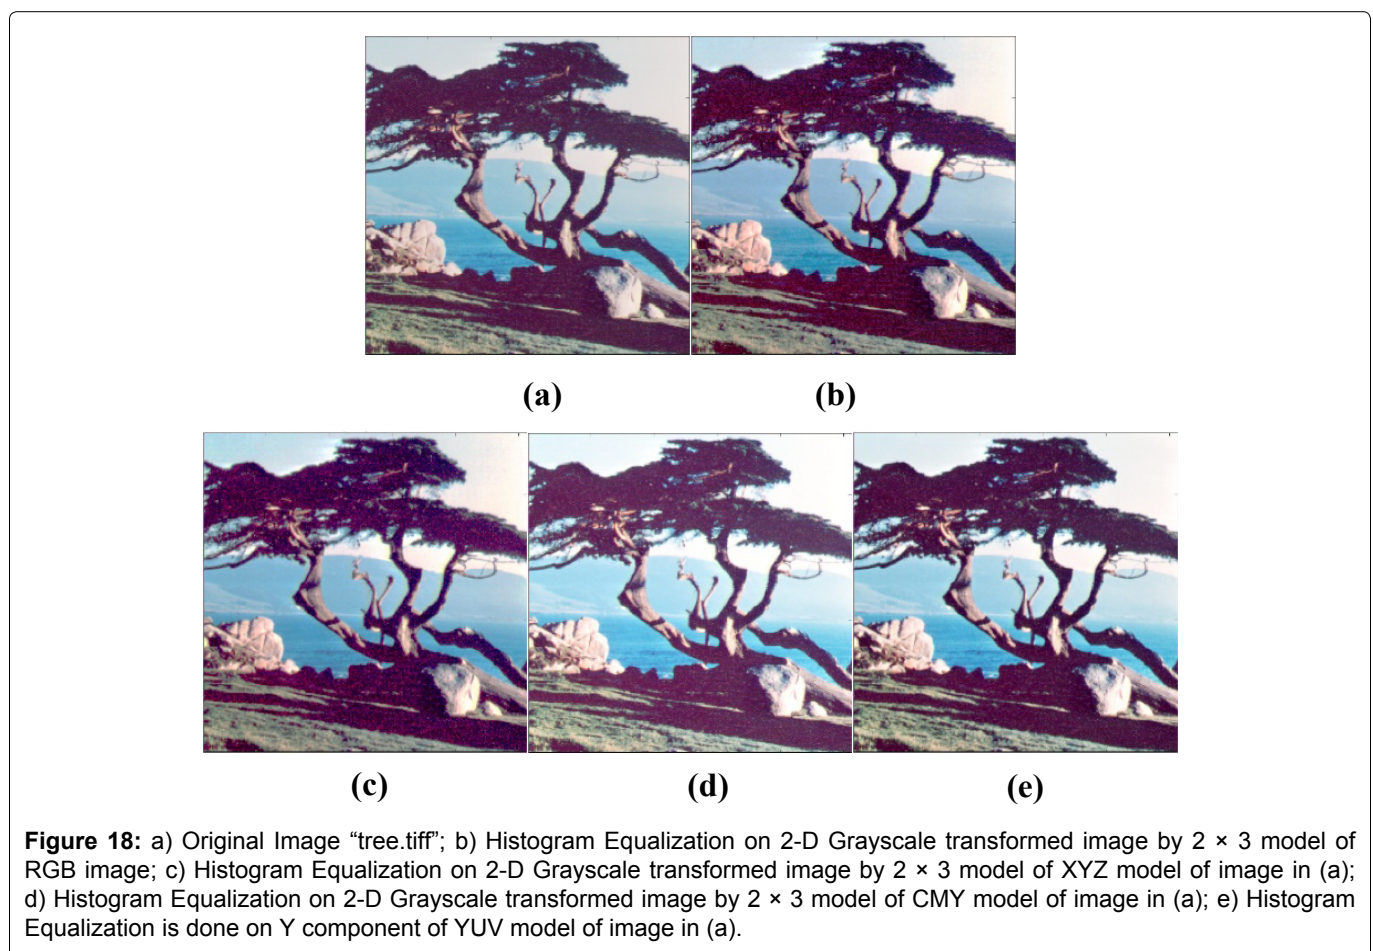 (a)
(b)
(c)
(d)
(e)
Figure 18: a) Original Image “tree.tiff”; b) Histogram Equalization on 2-D Grayscale transformed image by 2 × 3 model of
RGB image; c) Histogram Equalization on 2-D Grayscale transformed image by 2 × 3 model of XYZ model of image in (a);
d) Histogram Equalization on 2-D Grayscale transformed image by 2 × 3 model of CMY model of image in (a); e) Histogram
Equalization is done on Y component of YUV model of image in (a).